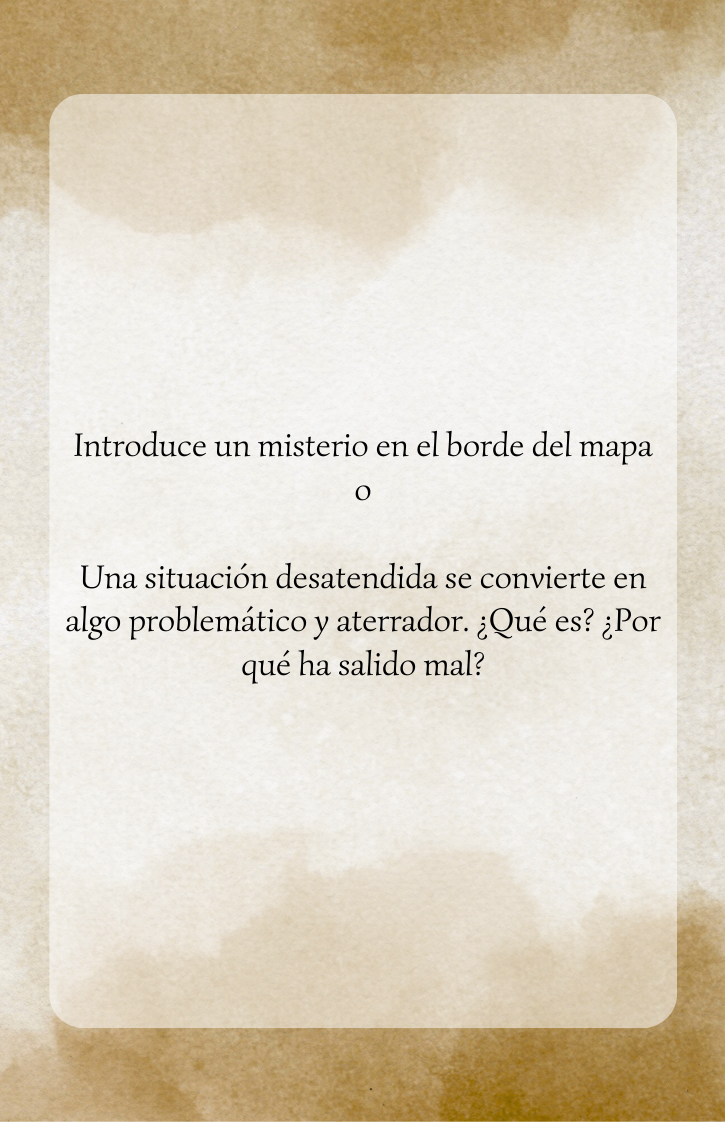 Introduce un misterio en el borde del mapa
o
Una situación desatendida se convierte en
algo problemático y aterrador. ¿Qué es? ¿Por
qué ha salido mal?